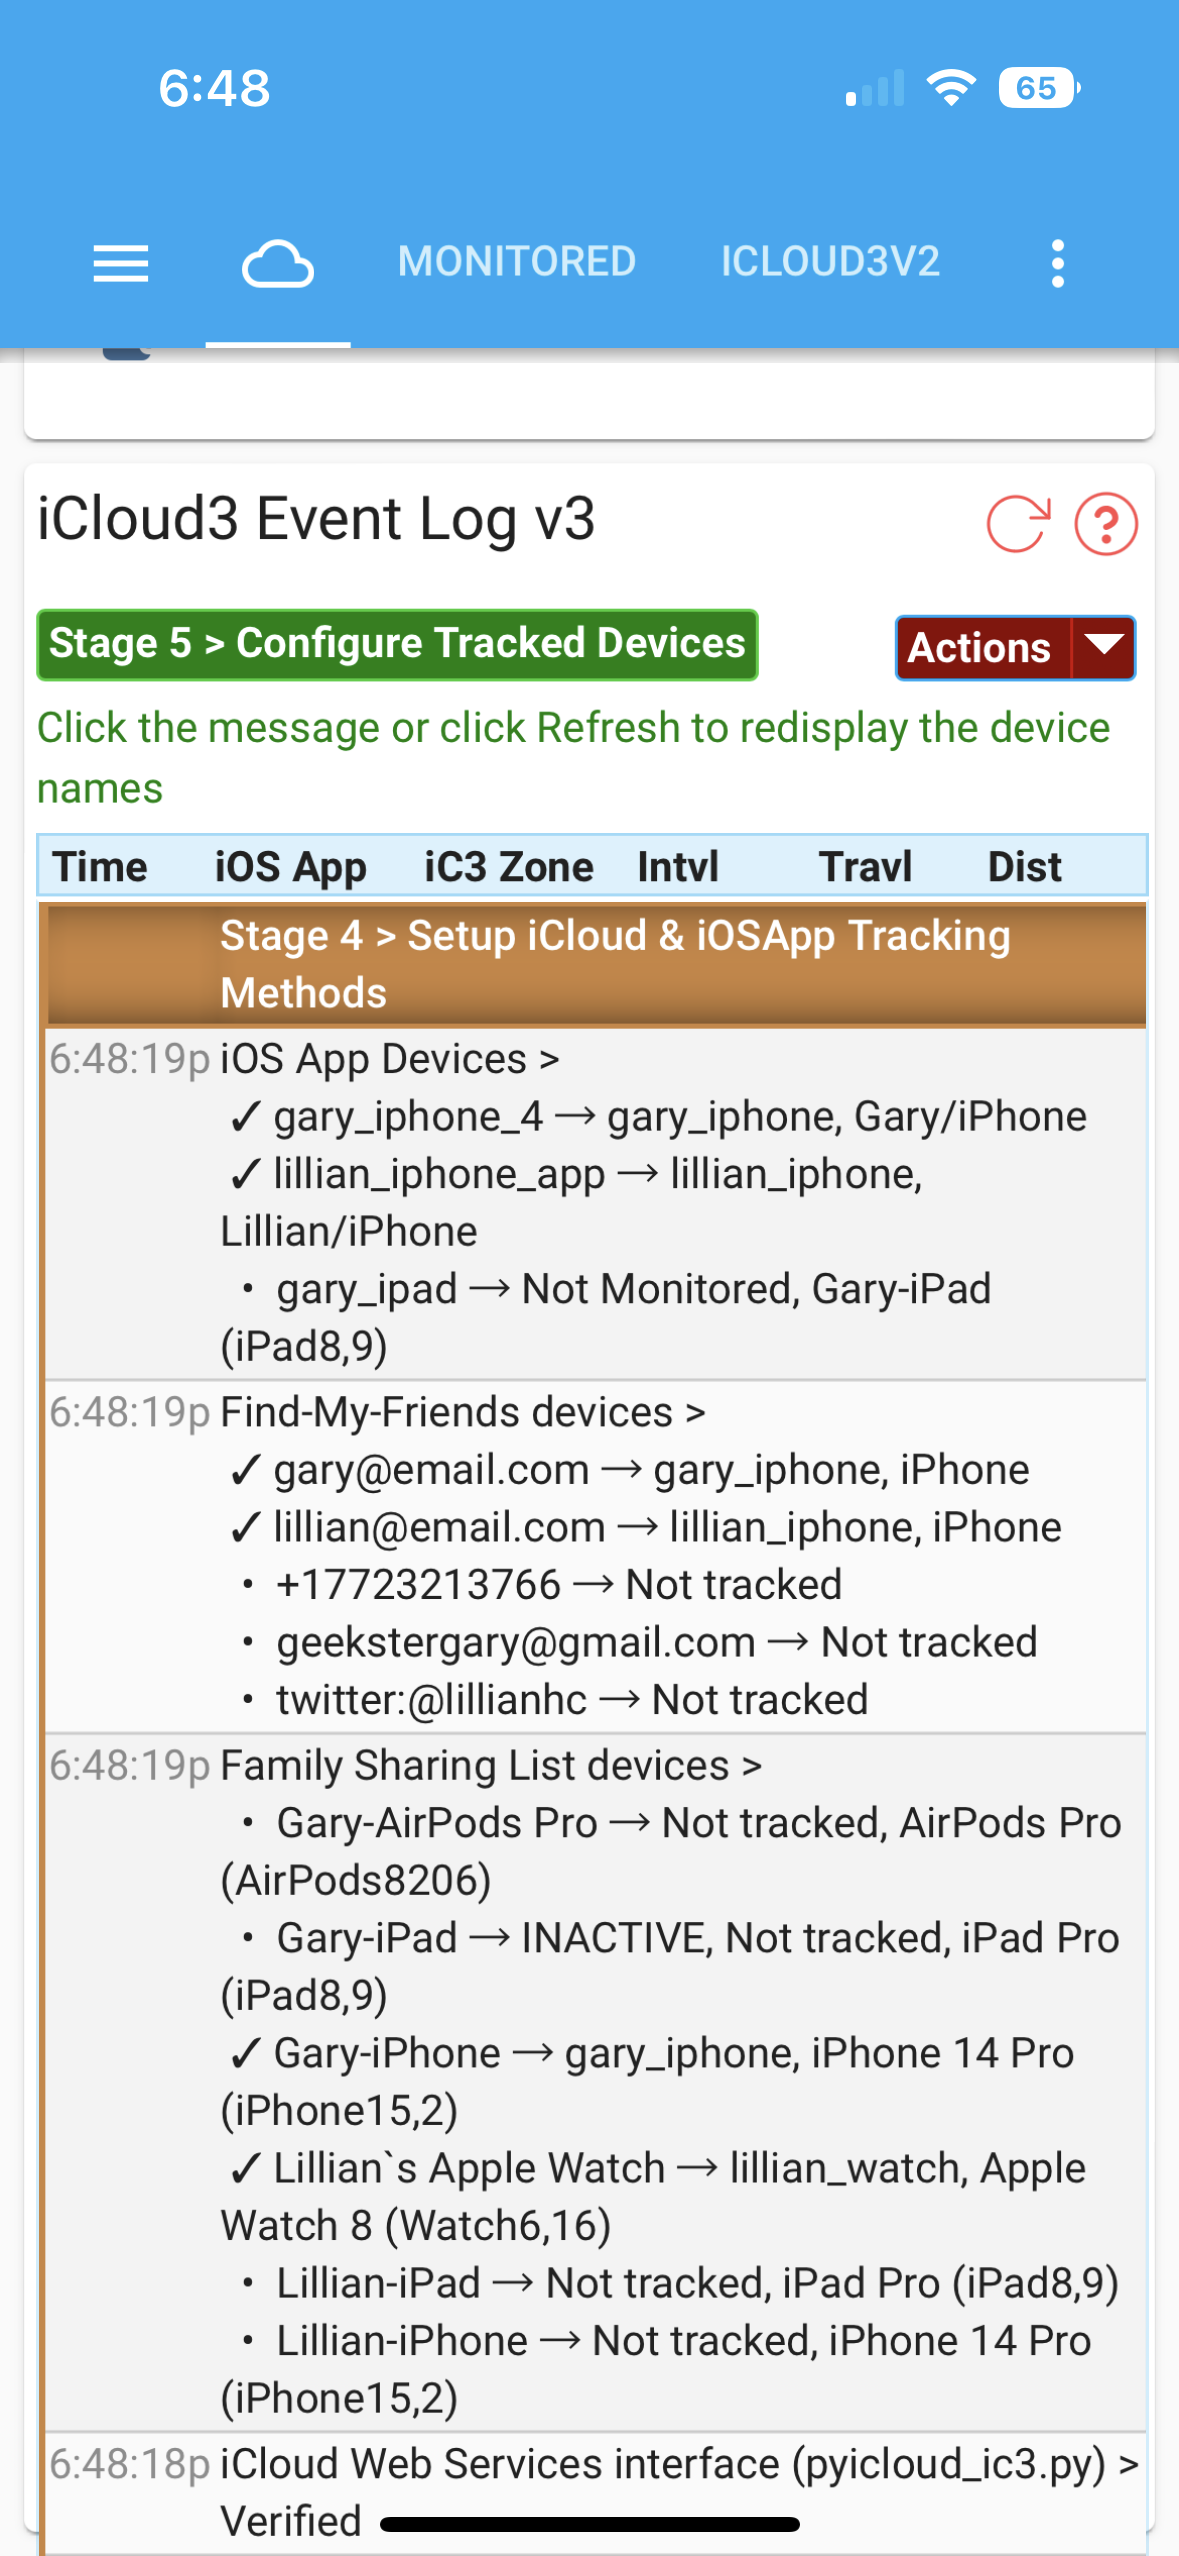 6:48
65
MONITORED
ICLOUD3V2
iCloud3 Event Log v3
?
Stage 5 > Configure Tracked Devices
Actions
Click the message or click Refresh to redisplay the device
names
Time iOS App iC3 Zone Intvl Travl Dist
Stage 4 > Setup iCloud & iOSApp Tracking
Methods
6:48:19p iOS App Devices >
✓ gary_iphone_4 → gary_iphone, Gary/iPhone
✓ lillian_iphone_app → lillian_iphone,
Lillian/iPhone
• gary_ipad → Not Monitored, Gary-iPad
(iPad8,9)
6:48:19p Find-My-Friends devices >
✓ gary@email.com → gary_iphone, iPhone
✓ lillian@email.com → lillian_iphone, iPhone
• +17723213766 → Not tracked
• geekstergary@gmail.com → Not tracked
• twitter:@lillianhc → Not tracked
6:48:19p Family Sharing List devices >
• Gary-AirPods Pro → Not tracked, AirPods Pro
(AirPods8206)
• Gary-iPad → INACTIVE, Not tracked, iPad Pro
(iPad8,9)
✓ Gary-iPhone → gary_iphone, iPhone 14 Pro
(iPhone15,2)
✓ Lillian`s Apple Watch → lillian_watch, Apple
Watch 8 (Watch6,16)
• Lillian-iPad → Not tracked, iPad Pro (iPad8,9)
• Lillian-iPhone → Not tracked, iPhone 14 Pro
(iPhone15,2)
6:48:18p iCloud Web Services interface (pyicloud_ic3.py) >
Verified